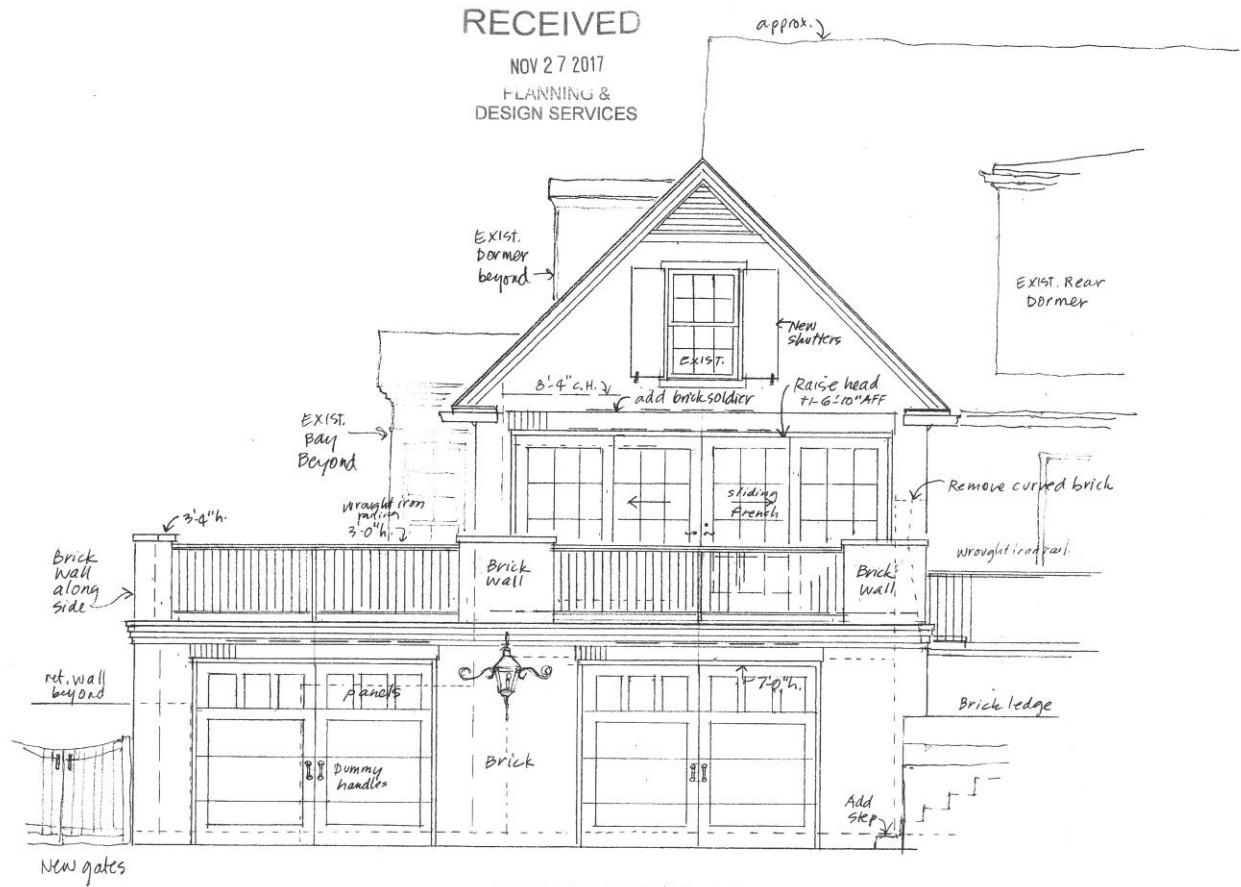 RECEIVED
NOV 27 2017
PLANNING &
DESIGN SERVICES
approx.
EXIST.
Dormer
beyond
EXIST. Rear
Dormer
New
shutters
EXIST.
8'-4" C.H.
add brick soldier
Raise head
+/- 6'-10" AFF
EXIST.
Bay
Beyond
sliding
French
Remove curved brick
3'-4"h.
wrought iron
railing
3'-0"h.
Brick
wall
along
side
Brick
wall
Brick
wall
wrought iron rail.
ret. wall
beyond
panels
7'-0"h.
Brick ledge
Dummy
handles
Brick
Add
step
New gates